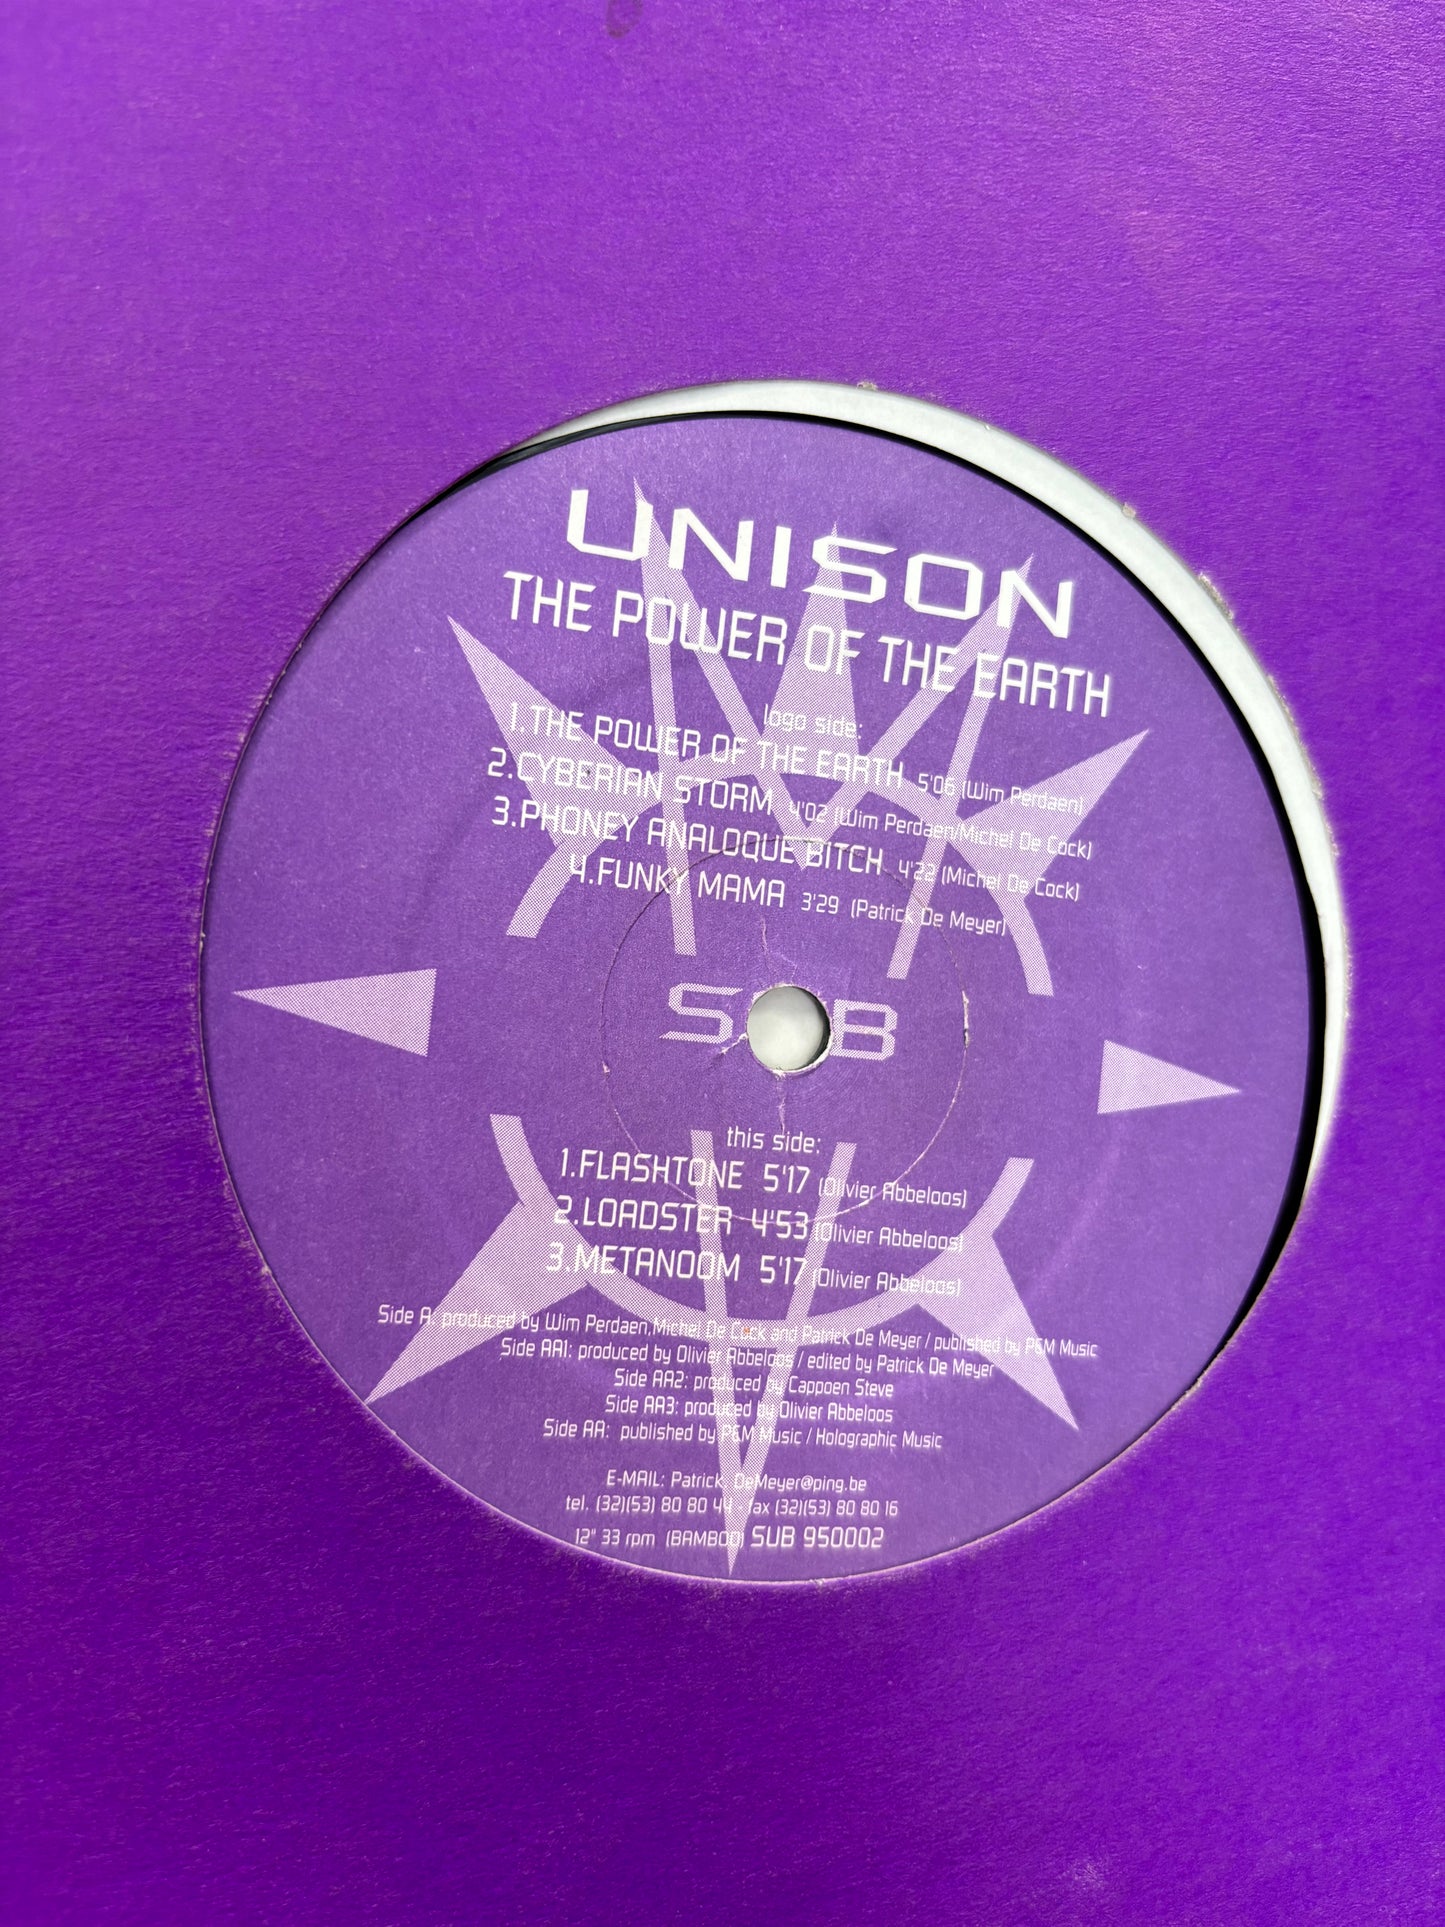 UNISON
THE POWER OF THE EARTH
logo side:
1.THE POWER OF THE EARTH 5'06 (Wim Perdaen)
2.CYBERIAN STORM 4'02 (Wim Perdaen/Michel De Cock)
3.PHONEY ANALOQUE BITCH 4'22 (Michel De Cock)
4.FUNKY MAMA 3'29 (Patrick De Meyer)
S B
this side:
1.FLASHTONE 5'17 (Olivier Abbeloos)
2.LOADSTER 4'53 (Olivier Abbeloos)
3.METANOOM 5'17 (Olivier Abbeloos)
Side A: produced by Wim Perdaen,Michel De Cock and Patrick De Meyer / published by P&M Music
Side AA1: produced by Olivier Abbeloos / edited by Patrick De Meyer
Side AA2: produced by Cappoen Steve
Side AA3: produced by Olivier Abbeloos
Side AA: published by P&M Music / Holographic Music
E-MAIL: Patrick_DeMeyer@ping.be
tel. (32)(53) 80 80 44 - fax (32)(53) 80 80 16
12" 33 rpm (BAMBOO) SUB 950002